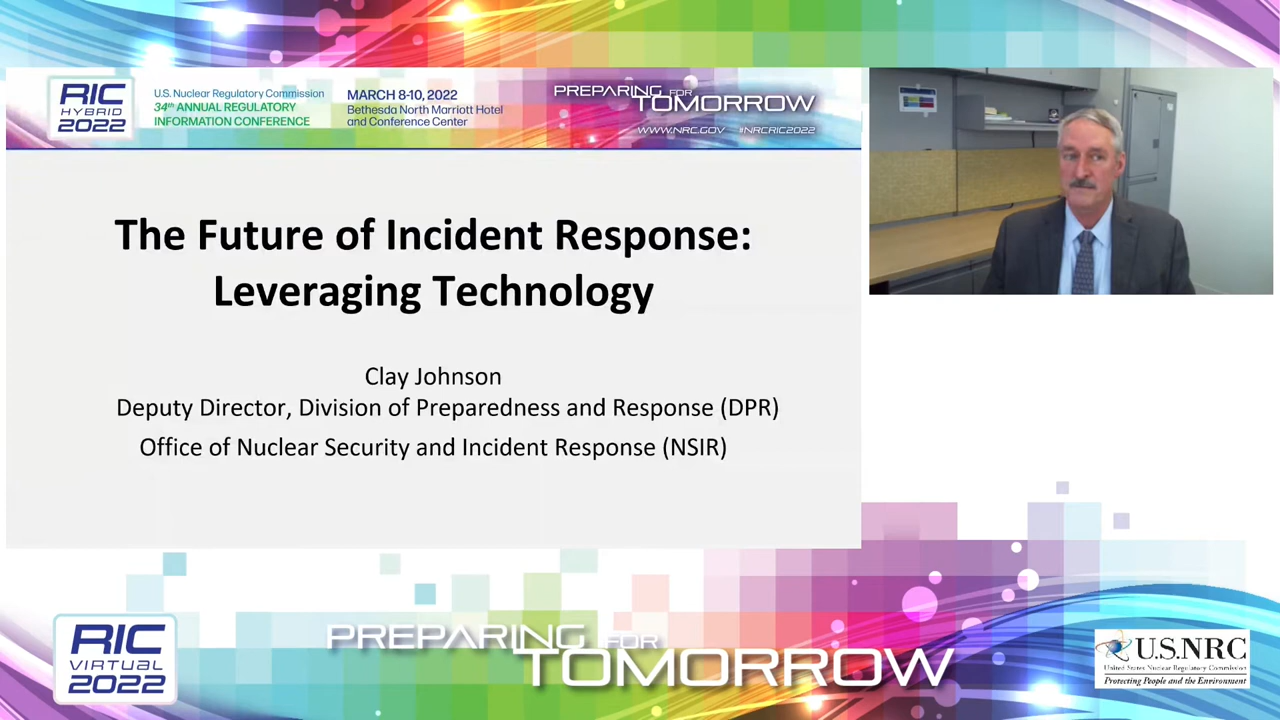 RIC
HYBRID
2022
U.S. Nuclear Regulatory Commission
34th ANNUAL REGULATORY
INFORMATION CONFERENCE
MARCH 8-10, 2022
Bethesda North Marriott Hotel
and Conference Center
PREPARING FOR
TOMORROW
WWW.NRC.GOV #NRCRIC2022
The Future of Incident Response:
Leveraging Technology
Clay Johnson
Deputy Director, Division of Preparedness and Response (DPR)
Office of Nuclear Security and Incident Response (NSIR)
RIC
VIRTUAL
2022
PREPARING FOR
TOMORROW
U.S.NRC
United States Nuclear Regulatory Commission
Protecting People and the Environment